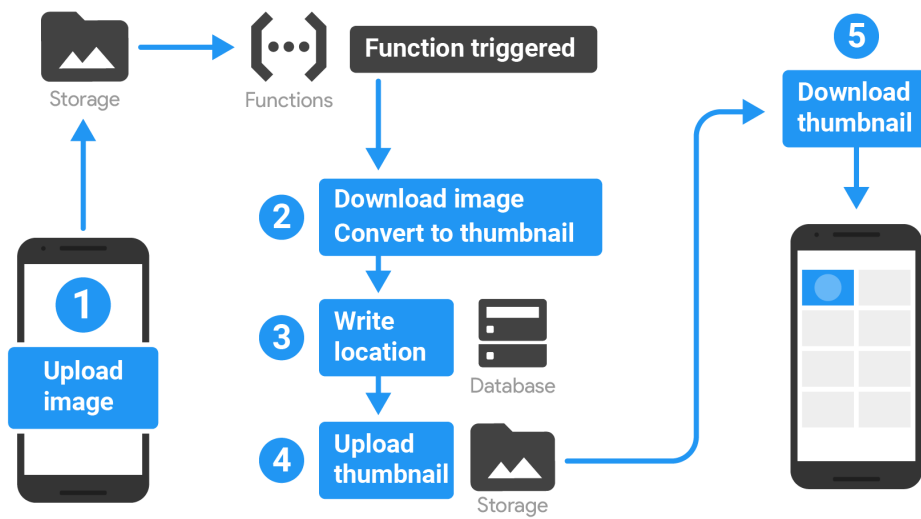 Storage
Functions
Function triggered
1
Upload
image
2
Download image
Convert to thumbnail
3
Write
location
Database
4
Upload
thumbnail
Storage
5
Download
thumbnail